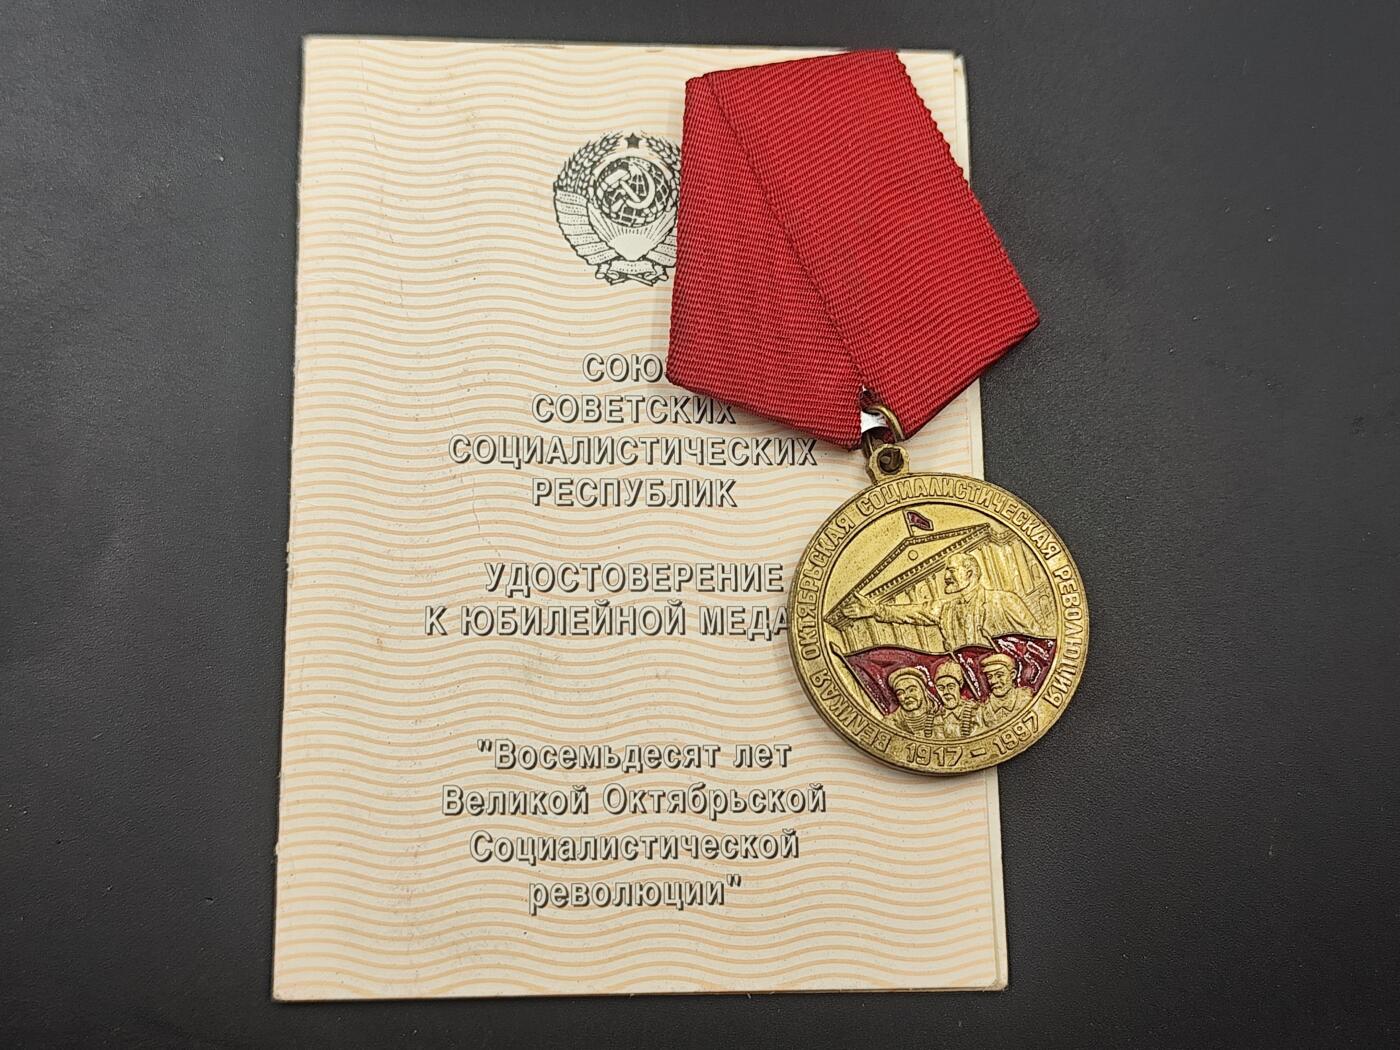 СОЮЗ
СОВЕТСКИХ
СОЦИАЛИСТИЧЕСКИХ
РЕСПУБЛИК
УДОСТОВЕРЕНИЕ
К ЮБИЛЕЙНОЙ МЕДА
"Восемьдесят лет
Великой Октябрьской
Социалистической
революции"
ВЕЛИКАЯ ОКТЯБРЬСКАЯ СОЦИАЛИСТИЧЕСКАЯ РЕВОЛЮЦИЯ
1917-1997